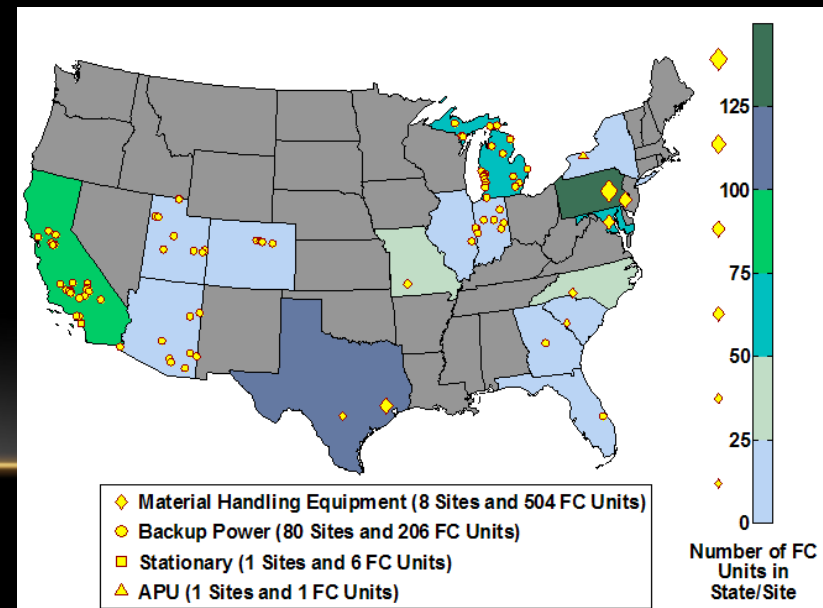 125
100
75
50
25
0
Number of FC
Units in
State/Site
Material Handling Equipment (8 Sites and 504 FC Units)
Backup Power (80 Sites and 206 FC Units)
Stationary (1 Sites and 6 FC Units)
APU (1 Sites and 1 FC Units)